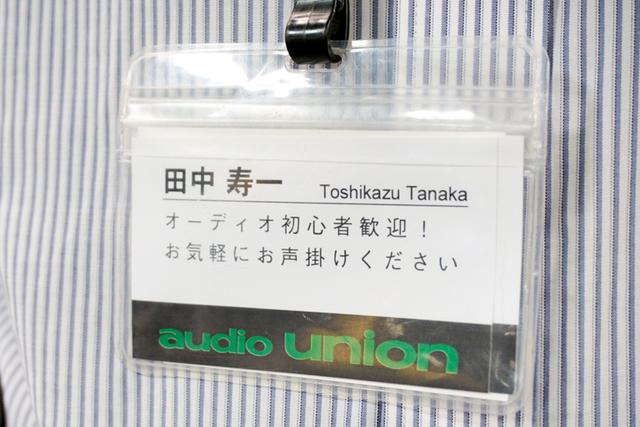 田中 寿一 Toshikazu Tanaka
オーディオ初心者歓迎！
お気軽にお声掛けください
audio union